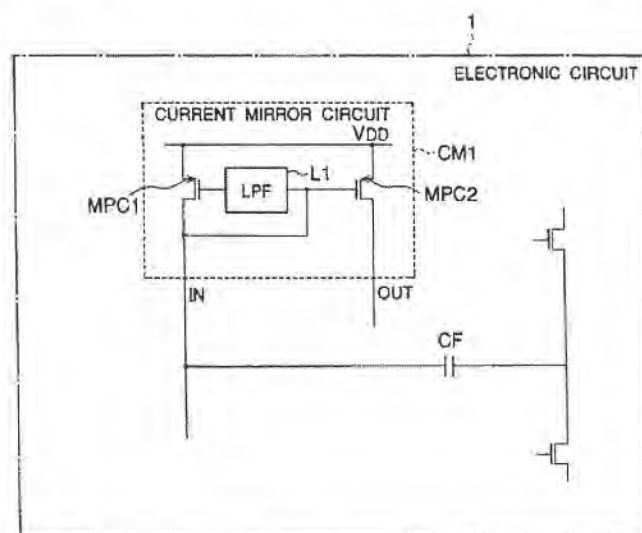 1
ELECTRONIC CIRCUIT
CURRENT MIRROR CIRCUIT
VDD
CM1
L1
LPF
MPC1
MPC2
IN
OUT
CF